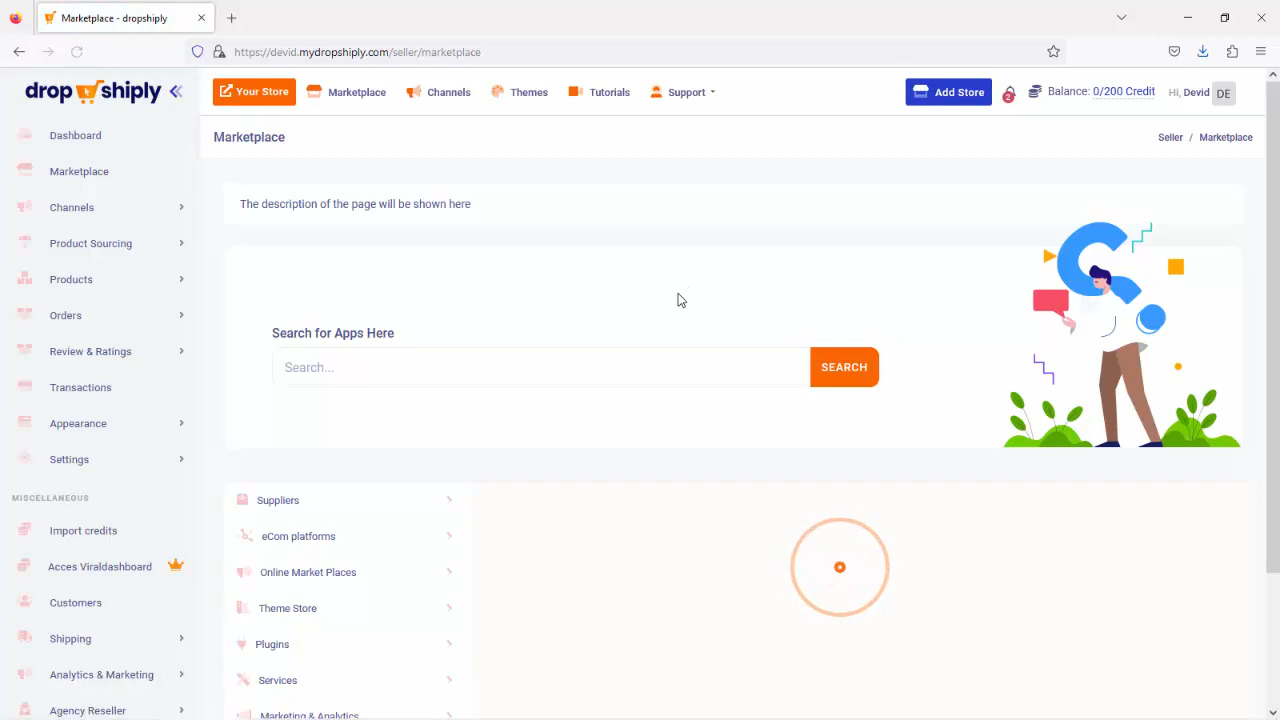 Marketplace - dropshiply
https://devid.mydropshiply.com/seller/marketplace
drop shiply
Your Store
Marketplace
Channels
Themes
Tutorials
Support
Add Store
2
Balance: 0/200 Credit
Hi, Devid
DE
Dashboard
Marketplace
Channels
Product Sourcing
Products
Orders
Review & Ratings
Transactions
Appearance
Settings
MISCELLANEOUS
Import credits
Acces Viraldashboard
Customers
Shipping
Analytics & Marketing
Agency Reseller
Marketplace
Seller / Marketplace
The description of the page will be shown here
Search for Apps Here
Search...
SEARCH
Suppliers
eCom platforms
Online Market Places
Theme Store
Plugins
Services
Marketing & Analytics